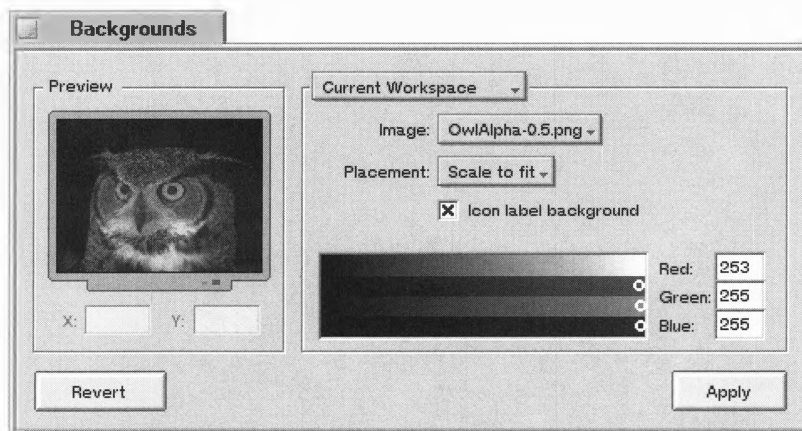 Backgrounds
Preview
X:
Y:
Current Workspace
Image: OwlAlpha-0.5.png
Placement: Scale to fit
Icon label background
Red: 253
Green: 255
Blue: 255
Revert
Apply